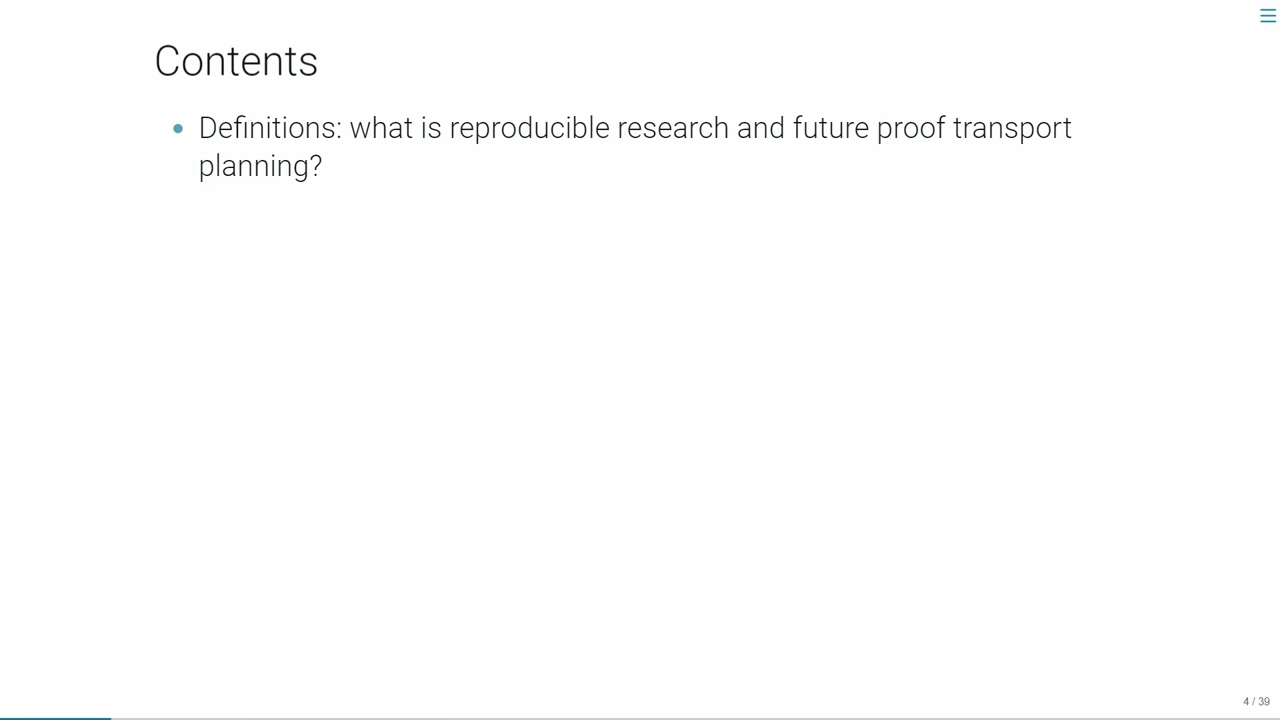 Contents
• Definitions: what is reproducible research and future proof transport
planning?
4 / 39